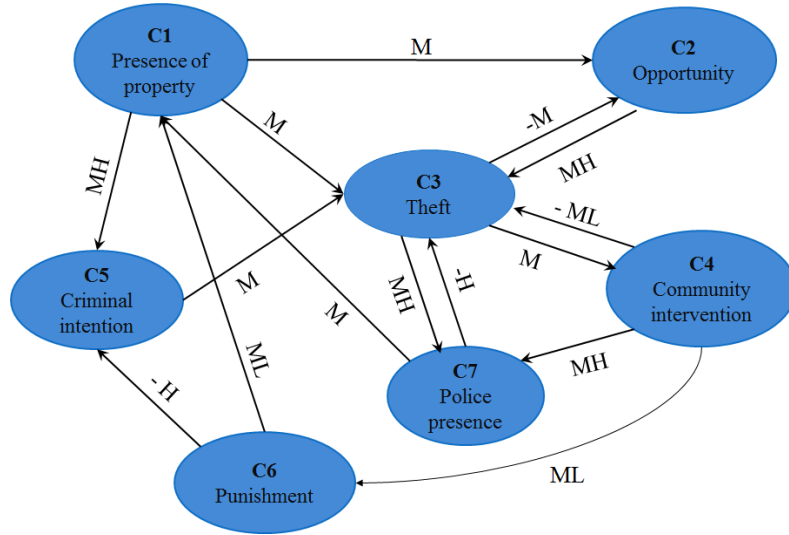 C1
Presence of
property
M
C2
Opportunity
M
-M
MH
MH
C3
Theft
- ML
M
C4
Community
intervention
C5
Criminal
intention
M
MH
-H
M
ML
C7
Police
presence
MH
- H
C6
Punishment
ML